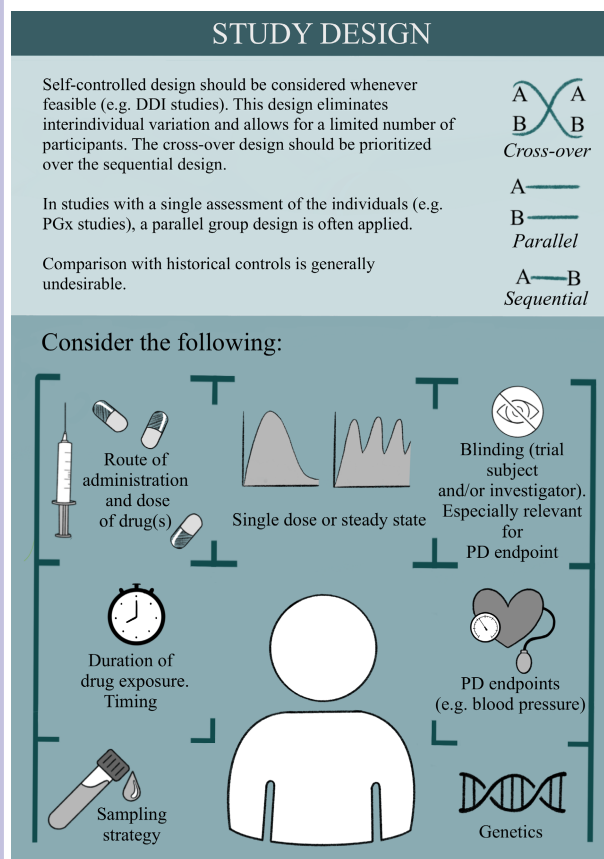 STUDY DESIGN
Self-controlled design should be considered whenever
feasible (e.g. DDI studies). This design eliminates
interindividual variation and allows for a limited number of
participants. The cross-over design should be prioritized
over the sequential design.
In studies with a single assessment of the individuals (e.g.
PGx studies), a parallel group design is often applied.
Comparison with historical controls is generally
undesirable.
A A
B B
Cross-over
A
B
Parallel
A B
Sequential
Consider the following:
Route of
administration
and dose
of drug(s)
Single dose or steady state
Blinding (trial
subject
and/or investigator).
Especially relevant
for
PD endpoint
Duration of
drug exposure.
Timing
PD endpoints
(e.g. blood pressure)
Sampling
strategy
Genetics